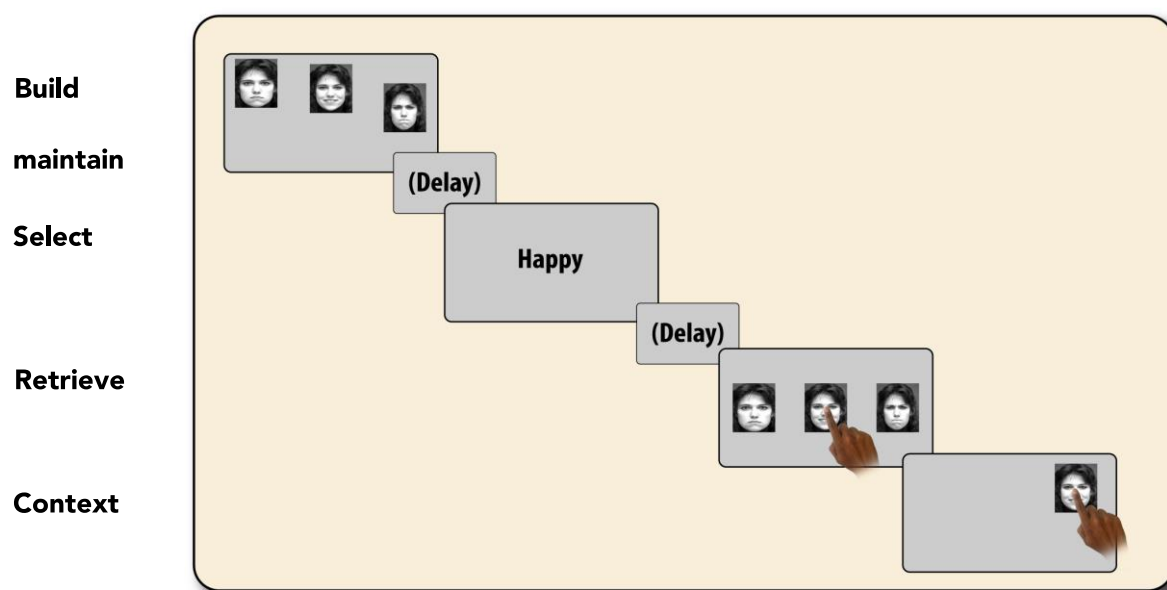 Build
maintain
(Delay)
Select
Happy
(Delay)
Retrieve
Context